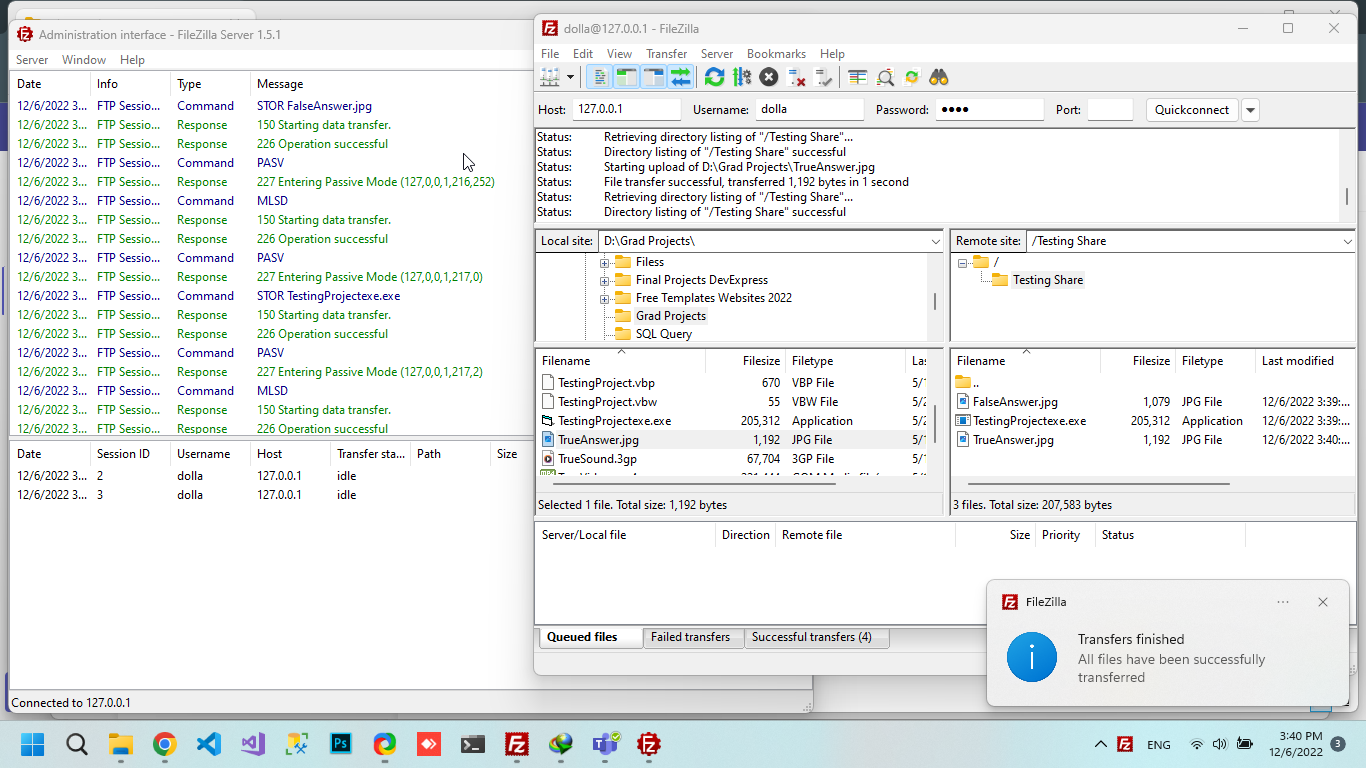 Administration interface - FileZilla Server 1.5.1
Server Window Help
Date Info Type Message
12/6/2022 3... FTP Sessio... Command STOR FalseAnswer.jpg
12/6/2022 3... FTP Sessio... Response 150 Starting data transfer.
12/6/2022 3... FTP Sessio... Response 226 Operation successful
12/6/2022 3... FTP Sessio... Command PASV
12/6/2022 3... FTP Sessio... Response 227 Entering Passive Mode (127,0,0,1,216,252)
12/6/2022 3... FTP Sessio... Command MLSD
12/6/2022 3... FTP Sessio... Response 150 Starting data transfer.
12/6/2022 3... FTP Sessio... Response 226 Operation successful
12/6/2022 3... FTP Sessio... Command PASV
12/6/2022 3... FTP Sessio... Response 227 Entering Passive Mode (127,0,0,1,217,0)
12/6/2022 3... FTP Sessio... Command STOR TestingProjectexe.exe
12/6/2022 3... FTP Sessio... Response 150 Starting data transfer.
12/6/2022 3... FTP Sessio... Response 226 Operation successful
12/6/2022 3... FTP Sessio... Command PASV
12/6/2022 3... FTP Sessio... Response 227 Entering Passive Mode (127,0,0,1,217,2)
12/6/2022 3... FTP Sessio... Command MLSD
12/6/2022 3... FTP Sessio... Response 150 Starting data transfer.
12/6/2022 3... FTP Sessio... Response 226 Operation successful
Date Session ID Username Host Transfer sta... Path Size
12/6/2022 3... 2 dolla 127.0.0.1 idle
12/6/2022 3... 3 dolla 127.0.0.1 idle
Connected to 127.0.0.1
dolla@127.0.0.1 - FileZilla
File Edit View Transfer Server Bookmarks Help
Host: 127.0.0.1 Username: dolla Password: ●●●● Port: Quickconnect
Status: Retrieving directory listing of "/Testing Share"...
Status: Directory listing of "/Testing Share" successful
Status: Starting upload of D:\Grad Projects\TrueAnswer.jpg
Status: File transfer successful, transferred 1,192 bytes in 1 second
Status: Retrieving directory listing of "/Testing Share"...
Status: Directory listing of "/Testing Share" successful
Local site: D:\Grad Projects\
Filess
Final Projects DevExpress
Free Templates Websites 2022
Grad Projects
SQL Query
Remote site: /Testing Share
/
Testing Share
Filename Filesize Filetype
TestingProject.vbp 670 VBP File 5/1
TestingProject.vbw 55 VBW File 5/2
TestingProjectexe.exe 205,312 Application 5/2
TrueAnswer.jpg 1,192 JPG File 5/1
TrueSound.3gp 67,704 3GP File 5/1
Selected 1 file. Total size: 1,192 bytes
Filename Filesize Filetype Last modified
..
FalseAnswer.jpg 1,079 JPG File 12/6/2022 3:39:...
TestingProjectexe.exe 205,312 Application 12/6/2022 3:39:...
TrueAnswer.jpg 1,192 JPG File 12/6/2022 3:40:...
3 files. Total size: 207,583 bytes
Server/Local file Direction Remote file Size Priority Status
Queued files Failed transfers Successful transfers (4)
FileZilla
Transfers finished
All files have been successfully
transferred
Ps
ENG
3:40 PM
12/6/2022
3